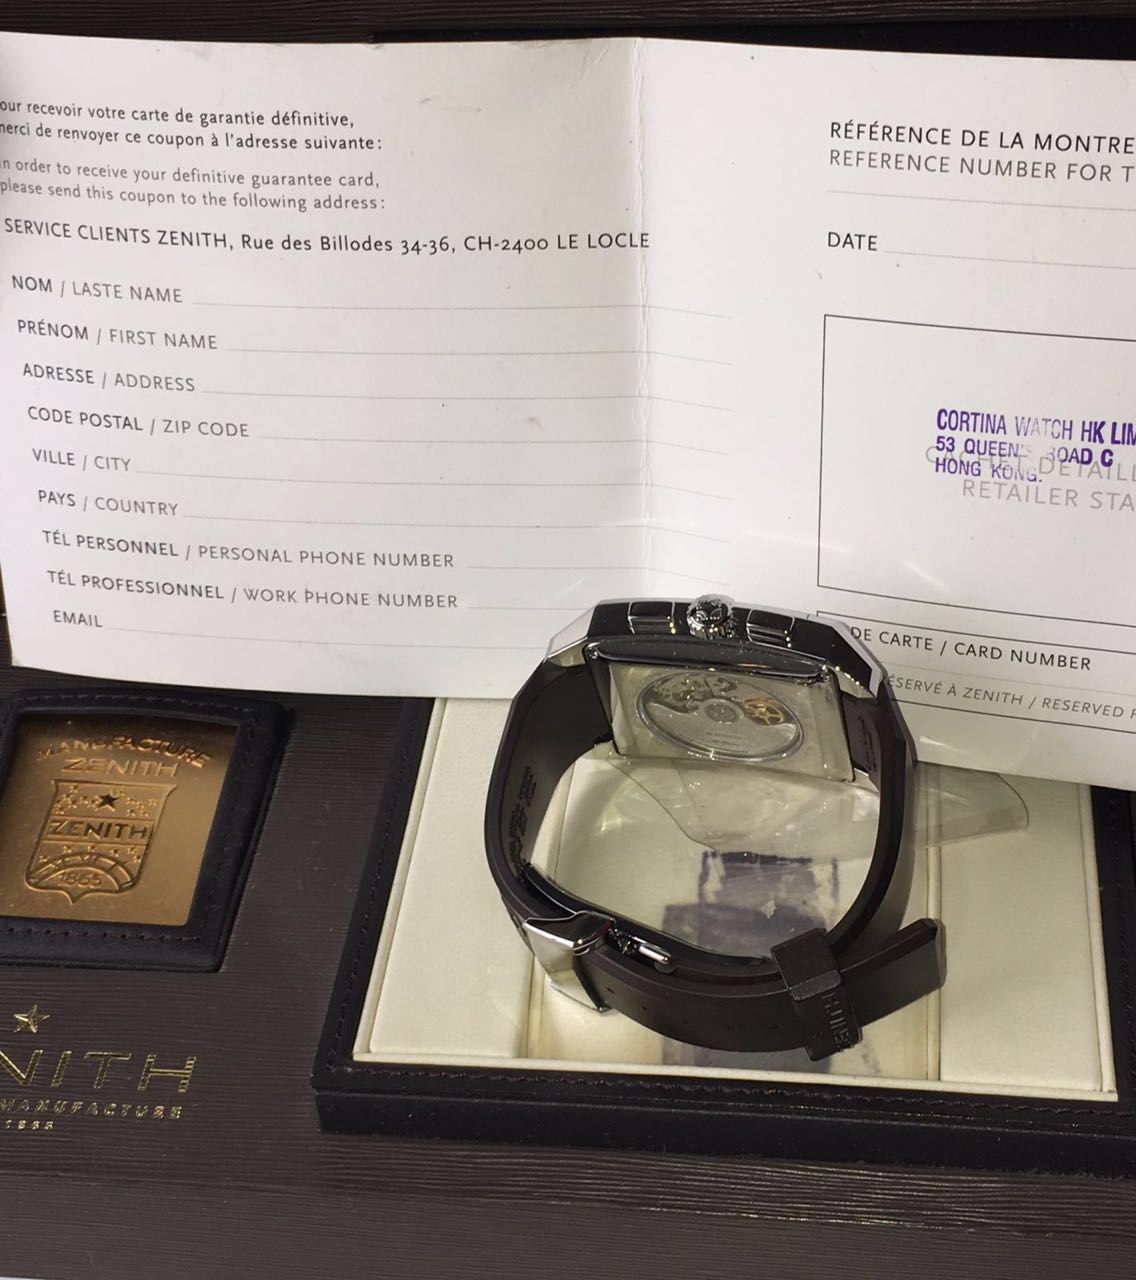 our recevoir votre carte de garantie définitive,
merci de renvoyer ce coupon à l'adresse suivante:
n order to receive your definitive guarantee card,
please send this coupon to the following address:
SERVICE CLIENTS ZENITH, Rue des Billodes 34-36, CH-2400 LE LOCLE
NOM / LASTE NAME
PRÉNOM / FIRST NAME
ADRESSE / ADDRESS
CODE POSTAL / ZIP CODE
VILLE / CITY
PAYS / COUNTRY
TÉL PERSONNEL / PERSONAL PHONE NUMBER
TÉL PROFESSIONNEL / WORK PHONE NUMBER
EMAIL
RÉFÉRENCE DE LA MONTRE
REFERENCE NUMBER FOR T
DATE
CORTINA WATCH HK LIM
53 QUEEN'S ROAD C
HONG KONG.
CACHET DÉTAILL
RETAILER STA
DE CARTE / CARD NUMBER
ÉSERVÉ À ZENITH / RESERVED F
MANUFACTURE
ZENITH
ZENITH
1865
NITH
MANUFACTURE
1865
ZENITH